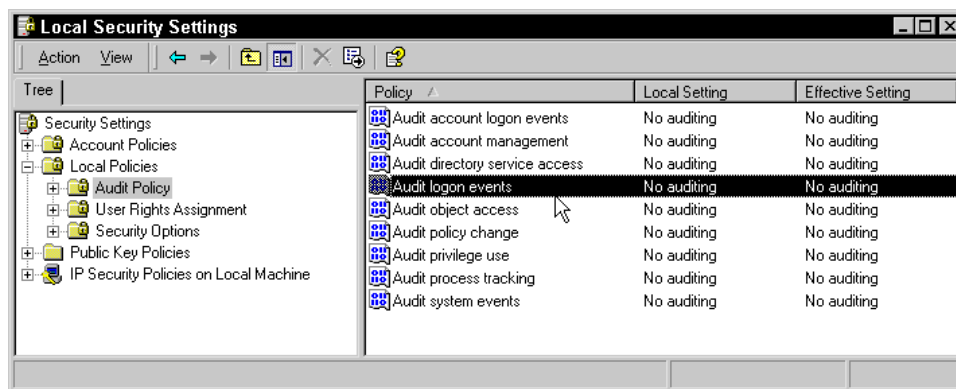 Local Security Settings
Action View
Tree
Policy Local Setting Effective Setting
Security Settings
Account Policies
Local Policies
Audit Policy
User Rights Assignment
Security Options
Public Key Policies
IP Security Policies on Local Machine
Audit account logon events No auditing No auditing
Audit account management No auditing No auditing
Audit directory service access No auditing No auditing
Audit logon events No auditing No auditing
Audit object access No auditing No auditing
Audit policy change No auditing No auditing
Audit privilege use No auditing No auditing
Audit process tracking No auditing No auditing
Audit system events No auditing No auditing